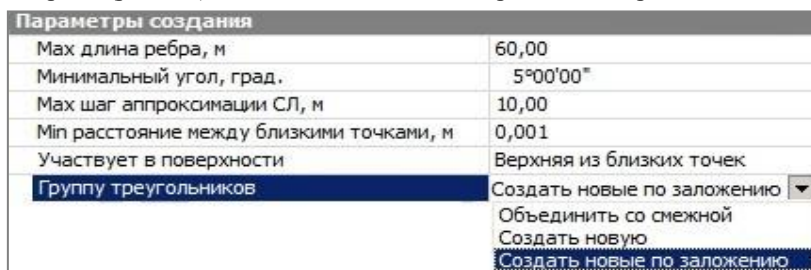 Параметры создания
Max длина ребра, м 60,00
Минимальный угол, град. 5°00'00"
Max шаг аппроксимации СЛ, м 10,00
Min расстояние между близкими точками, м 0,001
Участвует в поверхности Верхняя из близких точек
Группу треугольников Создать новые по заложению
Объединить со смежной
Создать новую
Создать новые по заложению